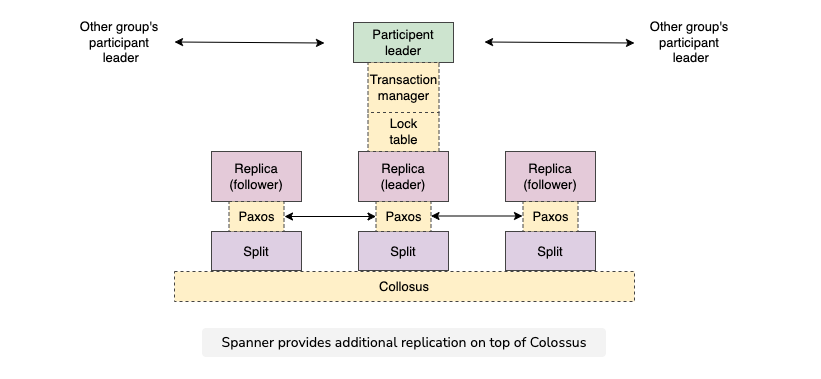 Other group's
participant
leader
Participent
leader
Other group's
participant
leader
Transaction
manager
Lock
table
Replica
(follower)
Replica
(leader)
Replica
(follower)
Paxos
Paxos
Paxos
Split
Split
Split
Collosus
Spanner provides additional replication on top of Colossus